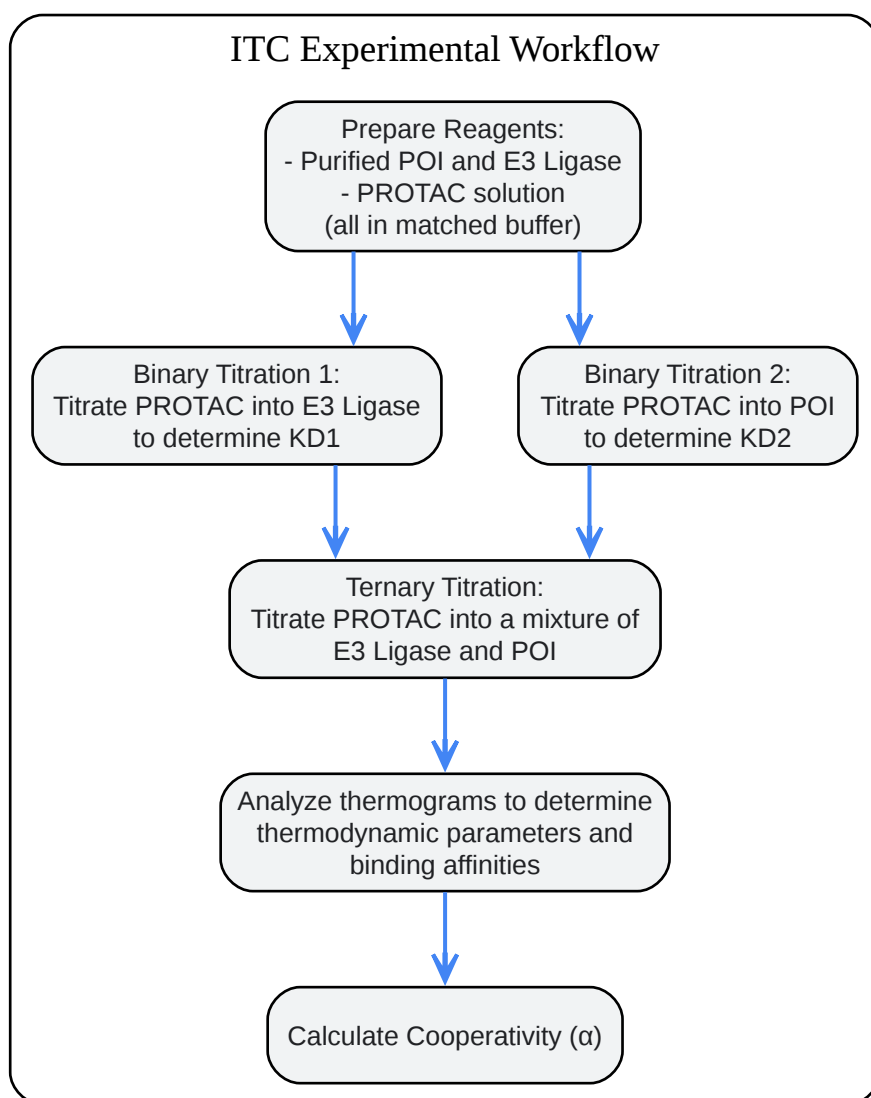 ITC Experimental Workflow
Prepare Reagents:
- Purified POI and E3 Ligase
- PROTAC solution
(all in matched buffer)
Binary Titration 1:
Titrate PROTAC into E3 Ligase
to determine KD1
Binary Titration 2:
Titrate PROTAC into POI
to determine KD2
Ternary Titration:
Titrate PROTAC into a mixture of
E3 Ligase and POI
Analyze thermograms to determine
thermodynamic parameters and
binding affinities
Calculate Cooperativity (α)